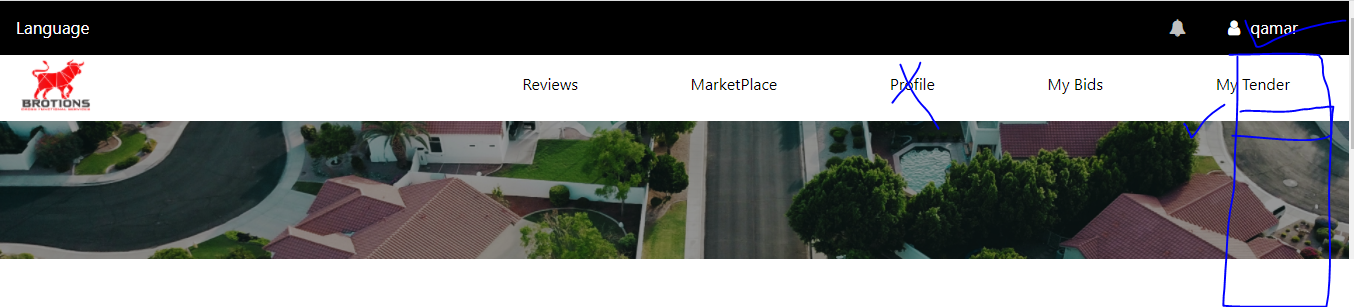 Language
qamar
BROTIONS
Reviews
MarketPlace
Profile
My Bids
My Tender